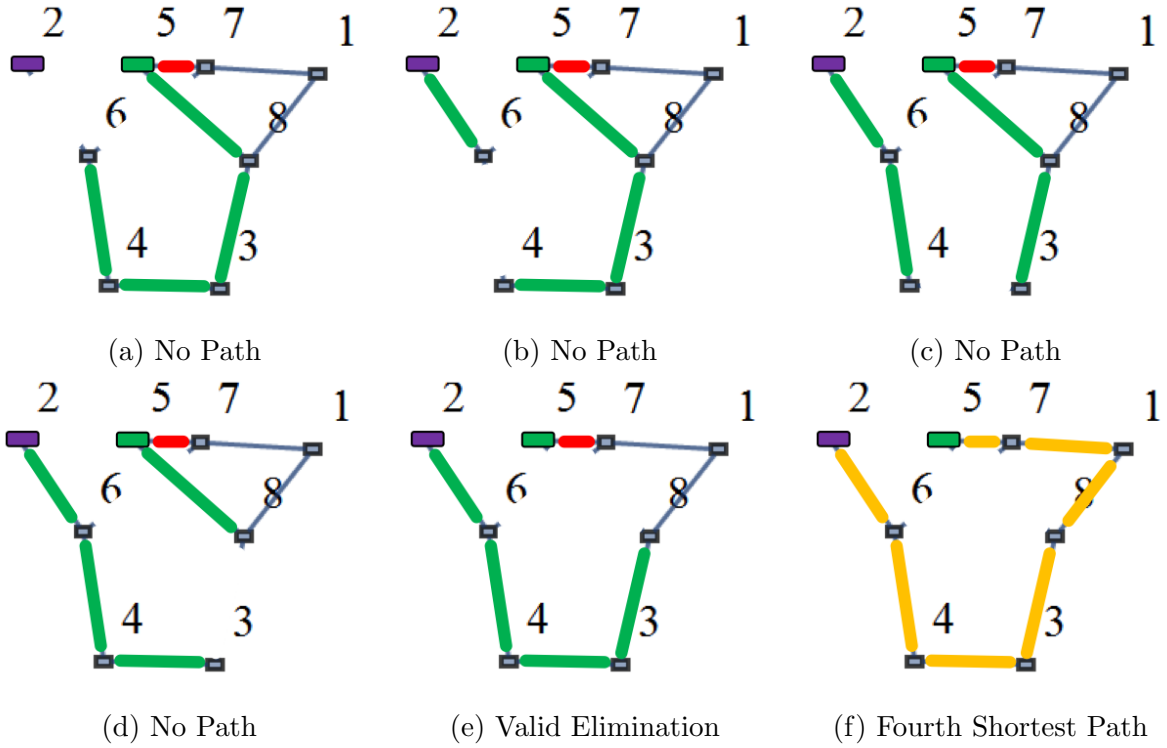 2 5 7 1
6 8
4 3
2 5 7 1
6 8
4 3
2 5 7 1
6 8
4 3
(a) No Path
(b) No Path
(c) No Path
2 5 7 1
6 8
4 3
2 5 7 1
6 8
4 3
2 5 7 1
6 8
4 3
(d) No Path
(e) Valid Elimination
(f) Fourth Shortest Path